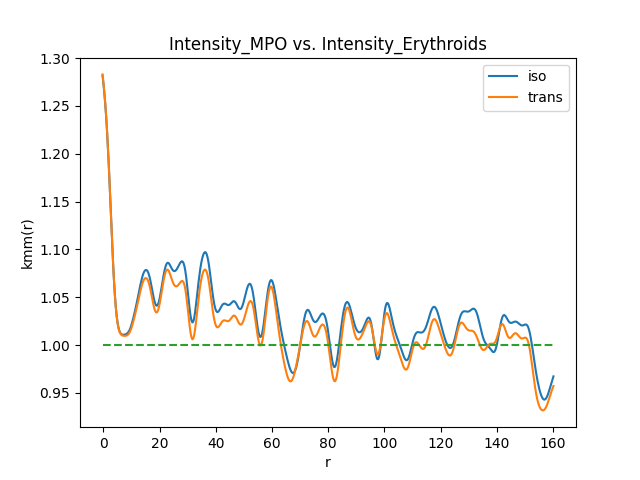 Intensity_MPO vs. Intensity_Erythroids
iso
trans
1.30
1.25
1.20
1.15
1.10
1.05
1.00
0.95
kmm(r)
0 20 40 60 80 100 120 140 160
r